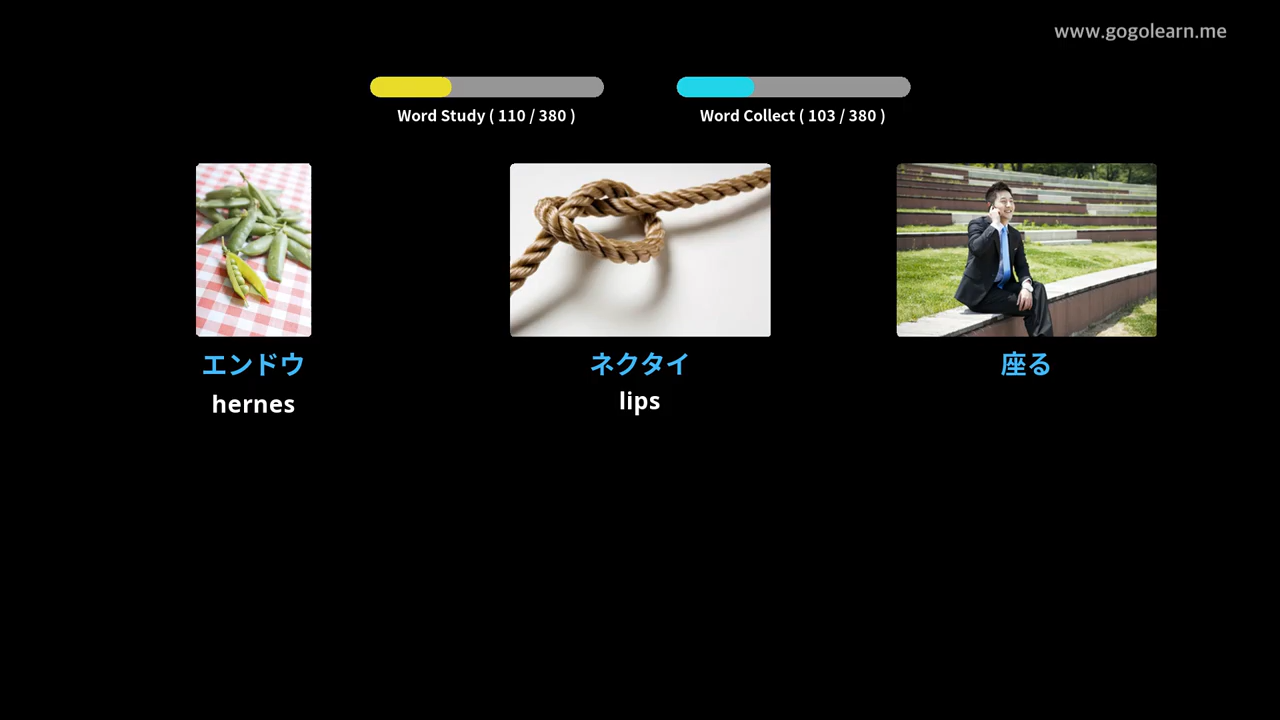 www.gogolearn.me
Word Study ( 110 / 380 )
Word Collect ( 103 / 380 )
エンドウ
ネクタイ
座る
hernes
lips